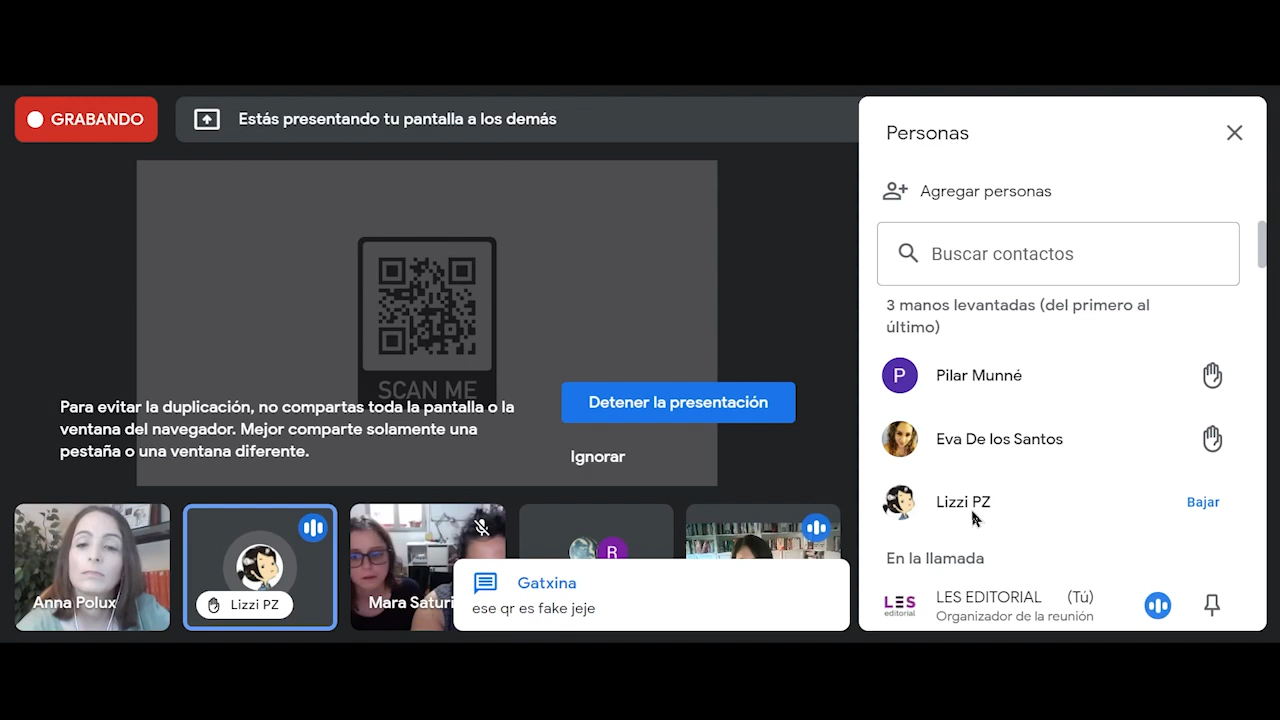 GRABANDO
Estás presentando tu pantalla a los demás
SCAN ME
Para evitar la duplicación, no compartas toda la pantalla o la
ventana del navegador. Mejor comparte solamente una
pestaña o una ventana diferente.
Detener la presentación
Ignorar
Anna Polux
Lizzi PZ
Mara Saturi
R
Gatxina
ese qr es fake jeje
Personas
Agregar personas
Buscar contactos
3 manos levantadas (del primero al
último)
P
Pilar Munné
Eva De los Santos
Lizzi PZ
Bajar
En la llamada
LES
editorial
LES EDITORIAL (Tú)
Organizador de la reunión